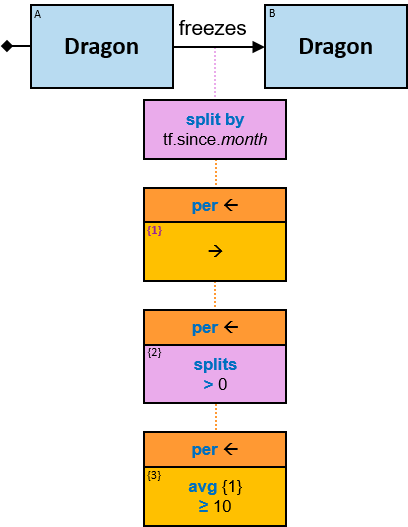 A
Dragon
freezes
B
Dragon
split by
tf.since.month
per ←
{1}
→
per ←
{2}
splits
> 0
per ←
{3}
avg {1}
≥ 10